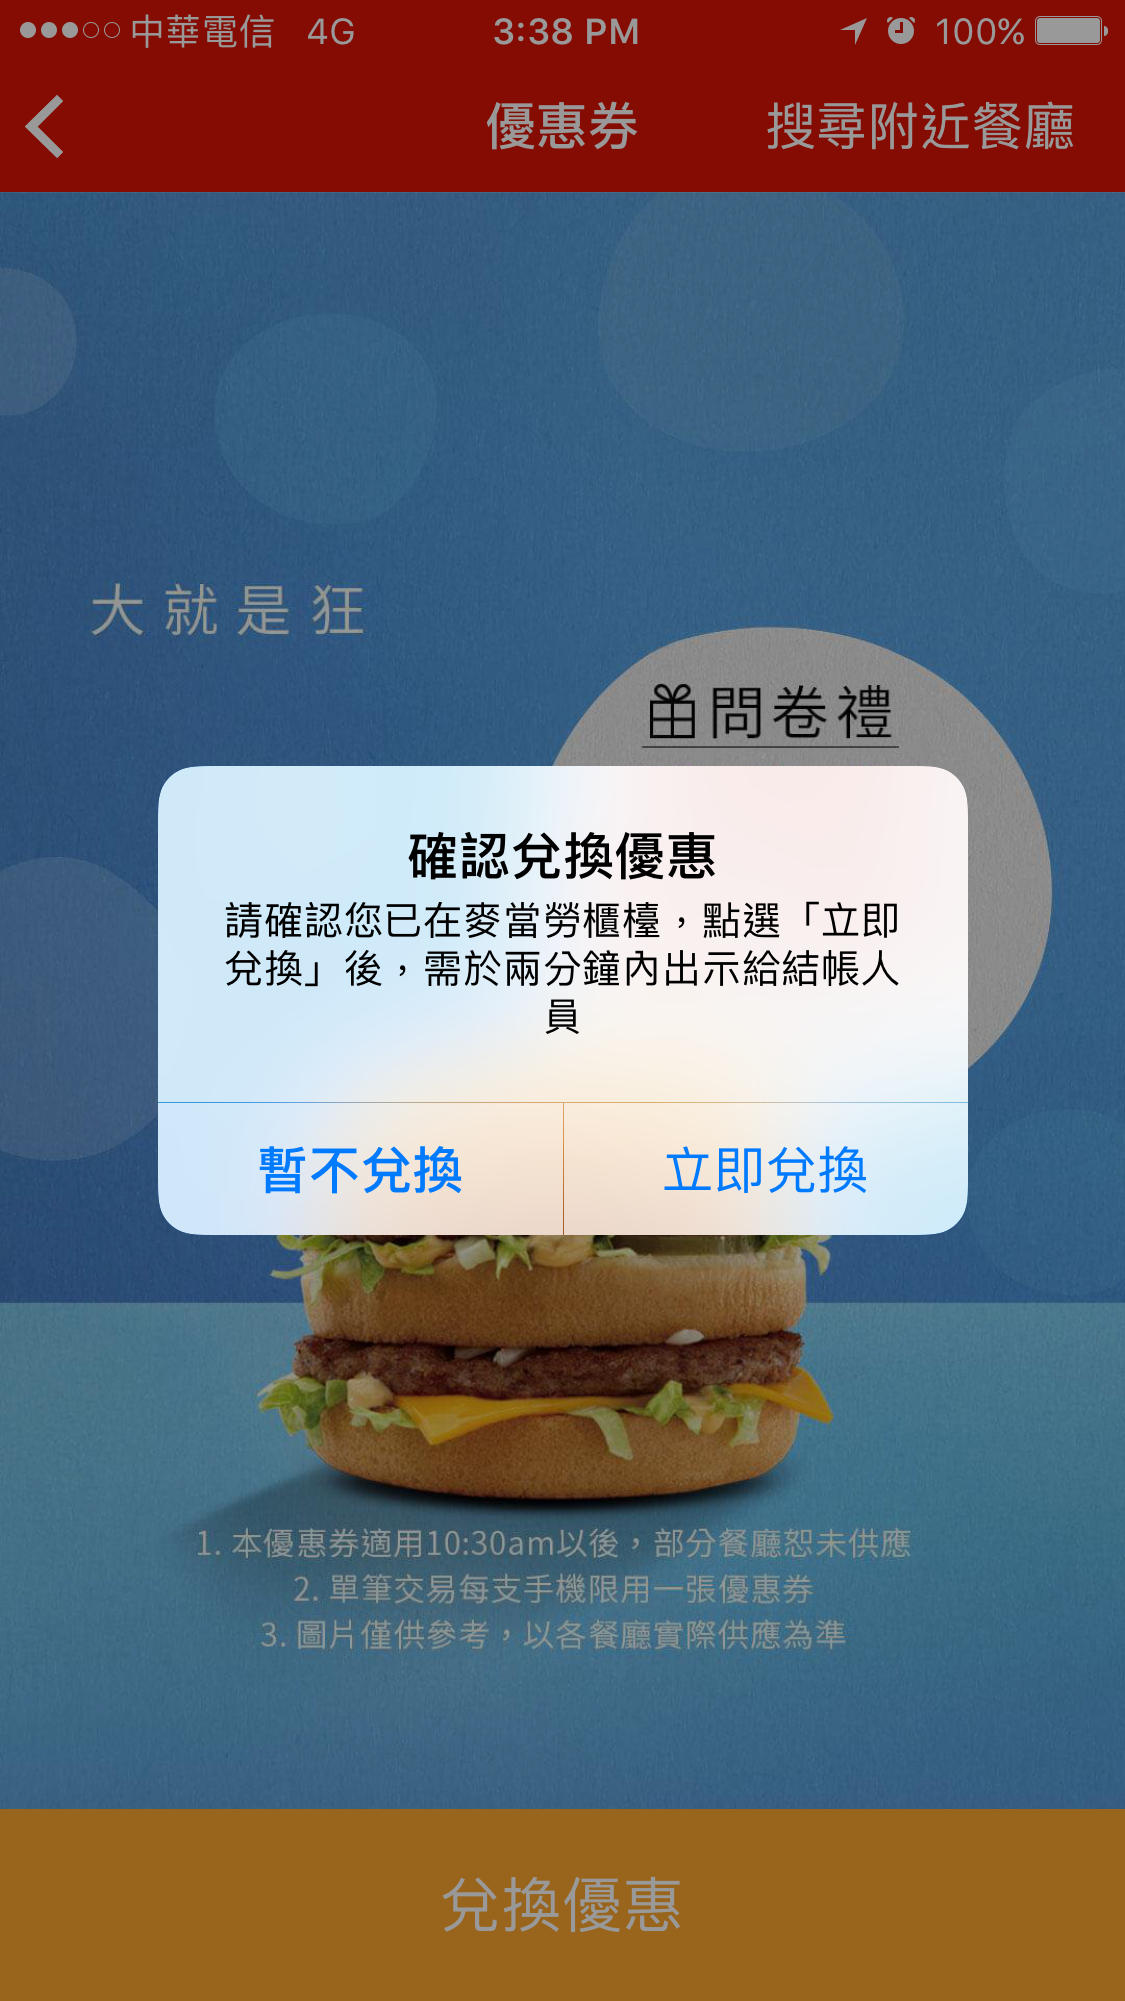 中華電信 4G 3:38 PM 100%
優惠券 搜尋附近餐廳
大就是狂
問卷禮
確認兌換優惠
請確認您已在麥當勞櫃檯，點選「立即
兌換」後，需於兩分鐘內出示給結帳人
員
暫不兌換 立即兌換
1. 本優惠券適用10:30am以後，部分餐廳恕未供應
2. 單筆交易每支手機限用一張優惠券
3. 圖片僅供參考，以各餐廳實際供應為準
兌換優惠